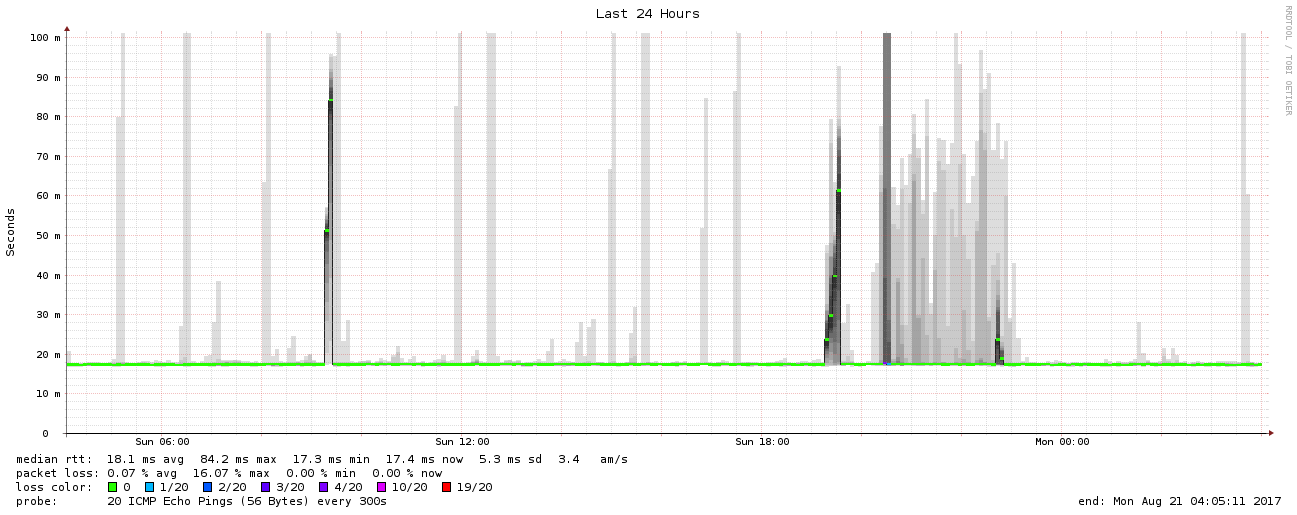 Last 24 Hours
RRDTOOL / TOBI OETIKER
Seconds
100 m
90 m
80 m
70 m
60 m
50 m
40 m
30 m
20 m
10 m
0
Sun 06:00 Sun 12:00 Sun 18:00 Mon 00:00
median rtt: 18.1 ms avg 84.2 ms max 17.3 ms min 17.4 ms now 5.3 ms sd 3.4 am/s
packet loss: 0.07 % avg 16.07 % max 0.00 % min 0.00 % now
loss color: 0 1/20 2/20 3/20 4/20 10/20 19/20
probe: 20 ICMP Echo Pings (56 Bytes) every 300s end: Mon Aug 21 04:05:11 2017